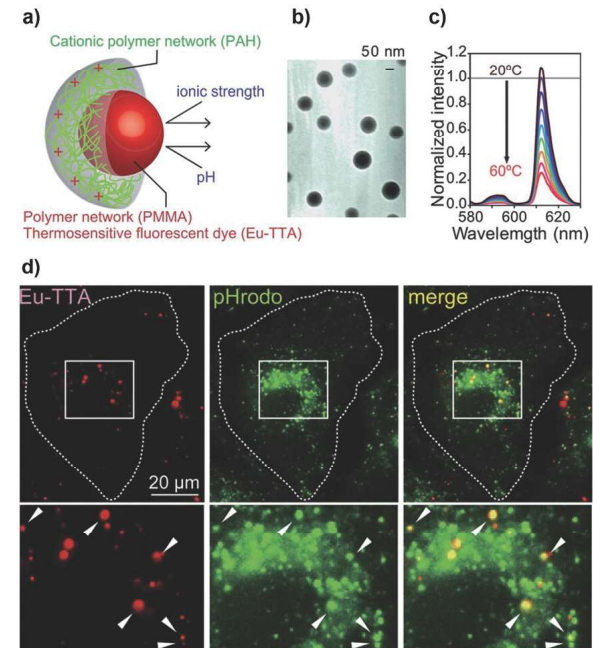 a)
Cationic polymer network (PAH)
ionic strength
pH
Polymer network (PMMA)
Thermosensitive fluorescent dye (Eu-TTA)
b)
50 nm
c)
Normalized intensity
1.2
1.0
0.8
0.6
0.4
0.2
0.0
20ºC
60ºC
580 600 620
Wavelemgth (nm)
d)
Eu-TTA
pHrodo
merge
20 µm